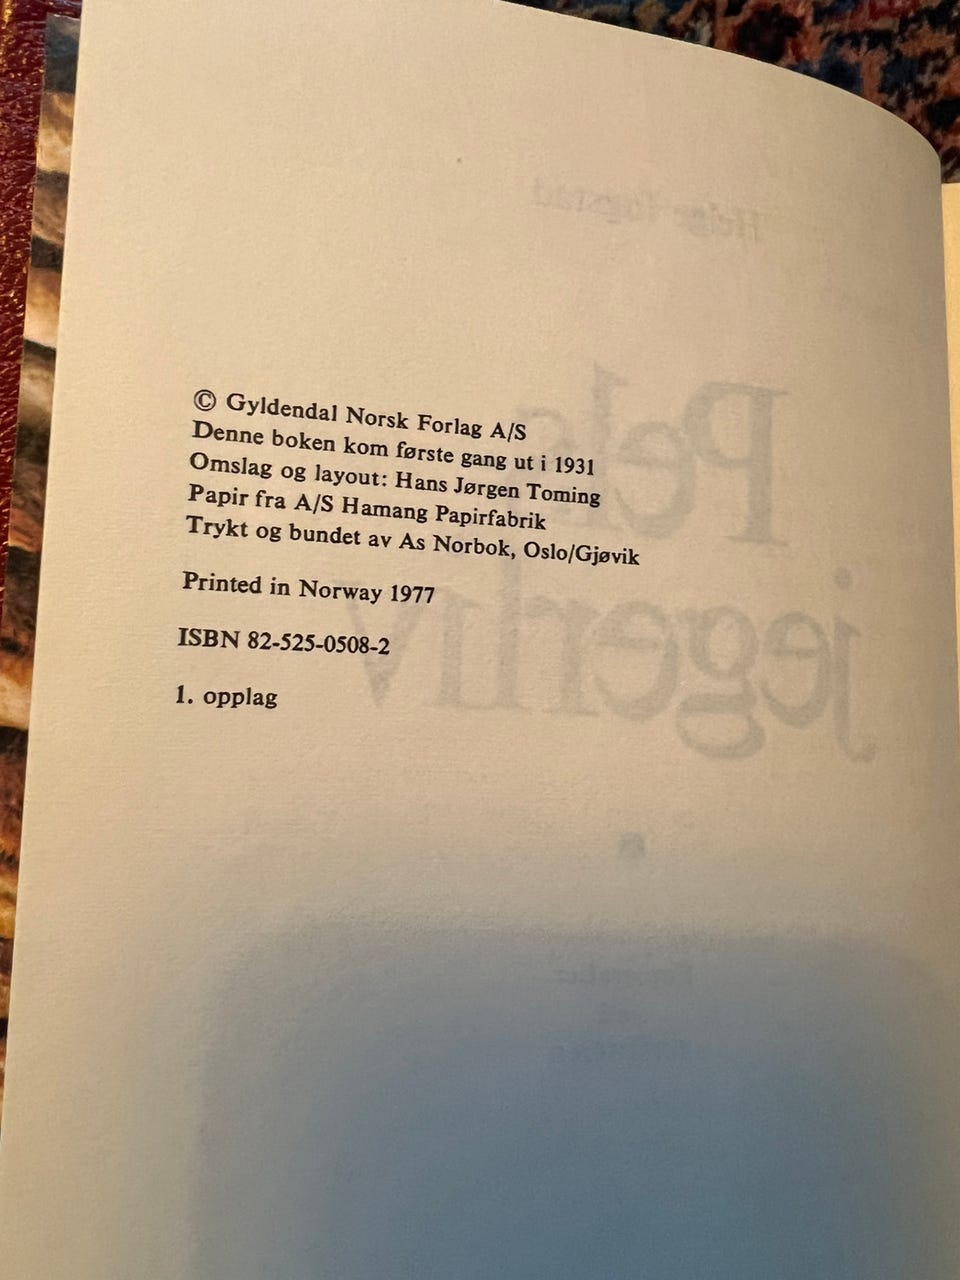 © Gyldendal Norsk Forlag A/S
Denne boken kom første gang ut i 1931
Omslag og layout: Hans Jørgen Toming
Papir fra A/S Hamang Papirfabrik
Trykt og bundet av As Norbok, Oslo/Gjøvik
Printed in Norway 1977
ISBN 82-525-0508-2
1. opplag
Pels
jegerliv